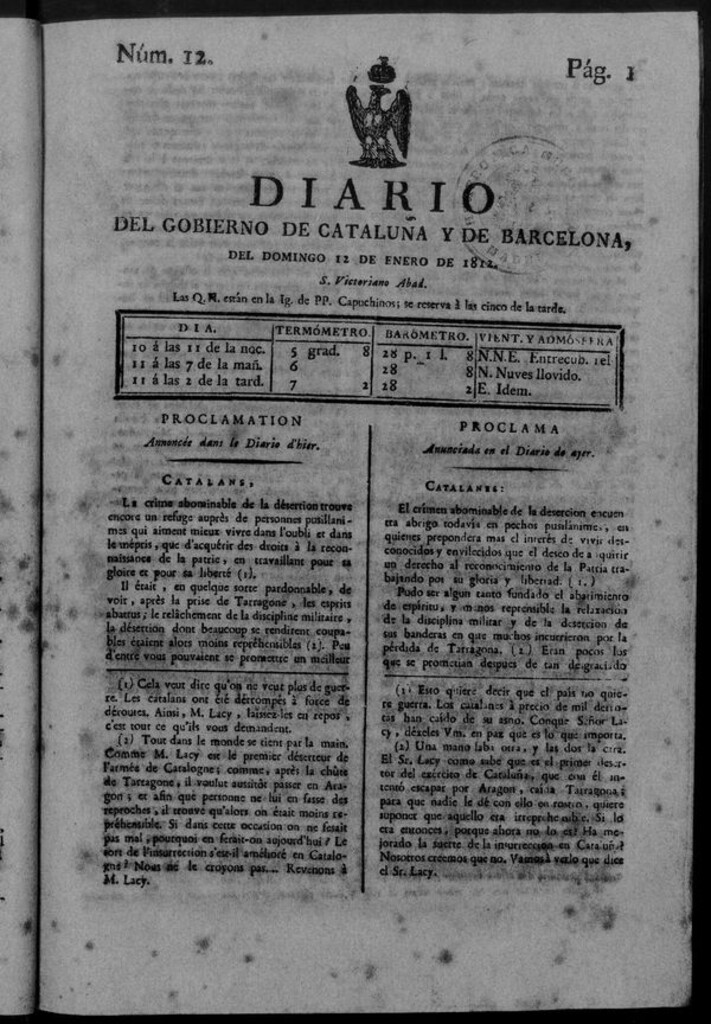 Núm. 12.
Pág. 1
DIARIO
DEL GOBIERNO DE CATALUÑA Y DE BARCELONA,
DEL DOMINGO 12 DE ENERO DE 1812.
S. Victoriano Abad.
Las Q. H. están en la Ig. de PP. Capuchinos; se reserva à las cinco de la tarde.
DIA. TERMÓMETRO. BARÓMETRO. VIENT. Y ADMÓSFERA
10 á las 11 de la noc. 5 grad. 8 28 p. 1 l. 8 N.N.E. Entrecub. rel
11 á las 7 de la mañ. 6 28 8 N. Nuves llovido.
11 á las 2 de la tard. 7 2 28 2 E. Idem.
PROCLAMATION
Annoncée dans le Diario d'hier.
CATALANS,
Le crime abominable de la désertion trouve
encore un refuge auprès de personnes pusillani-
mes qui aiment mieux vivre dans l'oubli et dans
le mépris, que d'acquérir des droits à la recon-
naissance de la patrie, en travaillant pour sa
gloire et pour sa liberté (1).
Il était, en quelque sorte pardonnable, de
voir, après la prise de Tarragone, les esprits
abattus; le relâchement de la discipline militaire,
la désertion dont beaucoup se rendirent coupa-
bles étaient alors moins repréhensibles (2). Peu
d'entre vous pouvaient se promettre un meilleur
(1) Cela veut dire qu'on ne veut plus de guer-
re. Les catalans ont été détrompés à force de
déroutes. Ainsi, M. Lacy, laissez-les en repos,
c'est tout ce qu'ils vous demandent.
(2) Tout dans le monde se tient par la main.
Comme M. Lacy est le premier déserteur de
l'armée de Catalogne; comme, après la chûte
de Tarragone, il voulut aussitôt passer en Ara-
gon; et afin que personne ne lui en fasse des
reproches, il trouve qu'alors on était moins re-
préhensible. Si dans cette occation on ne fesait
pas mal, pourquoi en ferait-on aujourd'hui? Le
sort de l'insurrection s'est-il amélioré en Catalo-
gne? Nous ne le croyons pas... Revenons à
M. Lacy.
PROCLAMA
Anunciada en el Diario de ayer.
CATALANES:
El crímen abominable de la desercion encuen
tra abrigo todavía en pechos pusilánimes, en
quienes prepondera mas el interés de vivir des-
conocidos y envilecidos que el deseo de adquirir
un derecho al reconocimiento de la Patria tra-
bajando por su gloria y libertad. (1.)
Pudo ser algun tanto fundado el abatimiento
de espíritu, y menos reprensible la relaxacion
de la disciplina militar y de la desercion de
sus banderas en que muchos incurrieron por la
pérdida de Tarragona. (2.) Eran pocos los
que se prometian despues de tan desgraciado
(1) Esto quiere decir que el pais no quie-
re guerra. Los catalanes à precio de mil derro-
tas han caido de su asno. Conque Señor La-
cy, déxeles Vm. en paz que es lo que importa.
(2) Una mano laba otra, y las dos la cara.
El Sr. Lacy como sabe que es el primer deser-
tor del exército de Cataluña, que con él in-
tentó escapar por Aragon, caida Tarragona;
para que nadie le dé con ello en rostro, quiere
suponer que aquello era irreprehensible. Si lo
era entonces, porque ahora no lo es? Ha me-
jorado la suerte de la insurreccion en Cataluña?
Nosotros creemos que no. Vamos à verlo que dice
el Sr. Lacy.